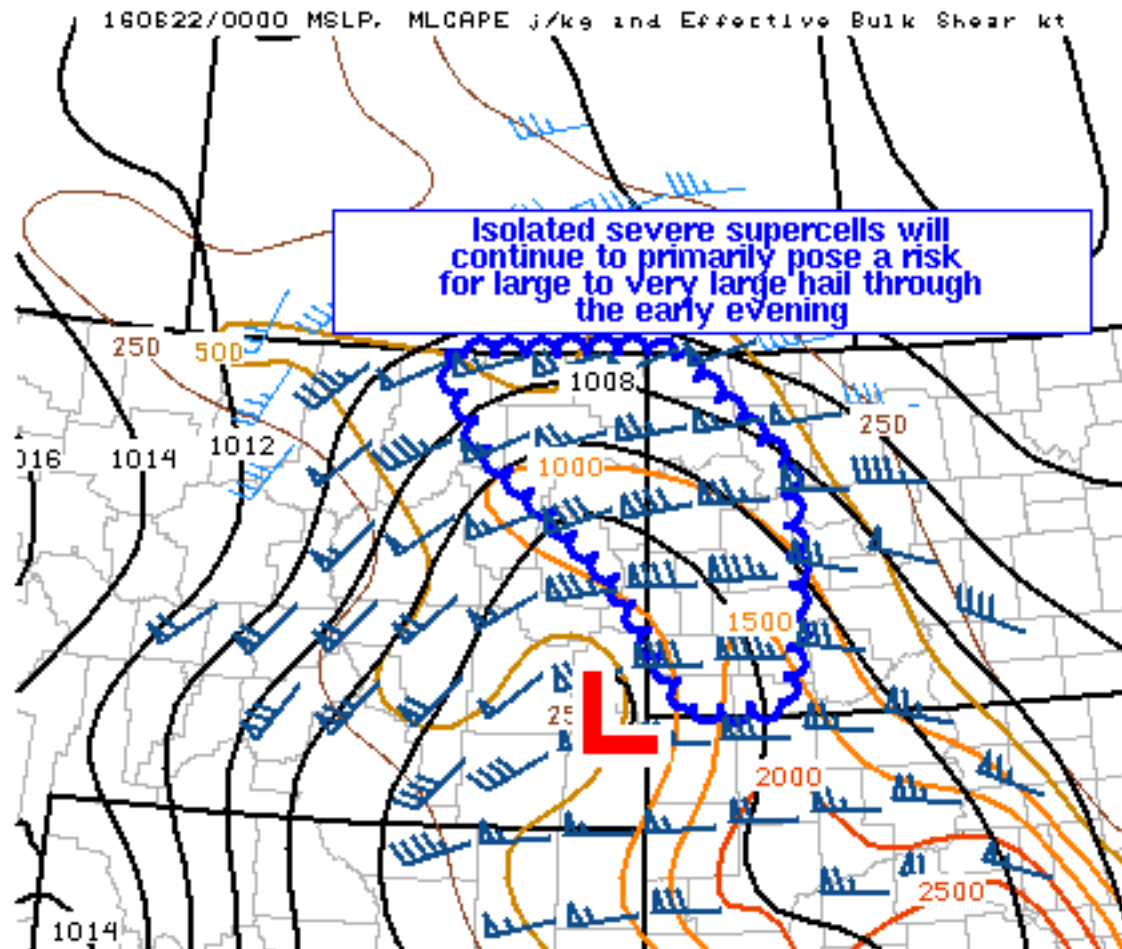 160622/0000 MSLP, MLCAPE j/kg and Effective Bulk Shear kt
Isolated severe supercells will
continue to primarily pose a risk
for large to very large hail through
the early evening
250
500
1008
250
1012
016
1014
1000
1500
L
2000
2500
1014